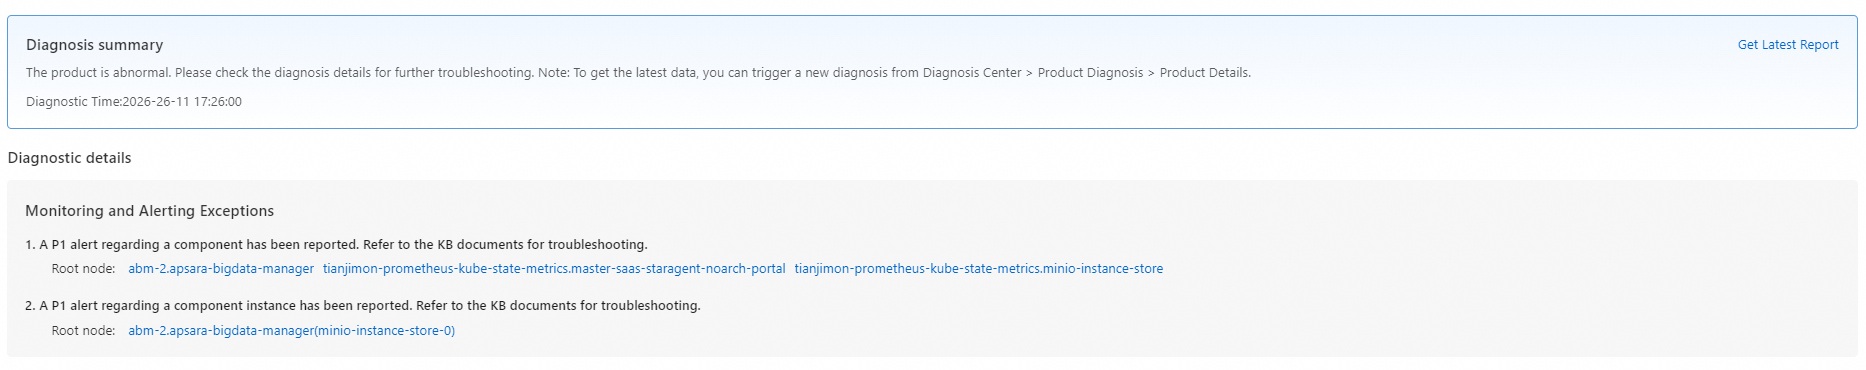 Diagnosis summary
Get Latest Report
The product is abnormal. Please check the diagnosis details for further troubleshooting. Note: To get the latest data, you can trigger a new diagnosis from Diagnosis Center > Product Diagnosis > Product Details.
Diagnostic Time:2026-26-11 17:26:00
Diagnostic details
Monitoring and Alerting Exceptions
1. A P1 alert regarding a component has been reported. Refer to the KB documents for troubleshooting.
Root node: abm-2.apsara-bigdata-manager tianjimon-prometheus-kube-state-metrics.master-saas-staragent-noarch-portal tianjimon-prometheus-kube-state-metrics.minio-instance-store
2. A P1 alert regarding a component instance has been reported. Refer to the KB documents for troubleshooting.
Root node: abm-2.apsara-bigdata-manager(minio-instance-store-0)